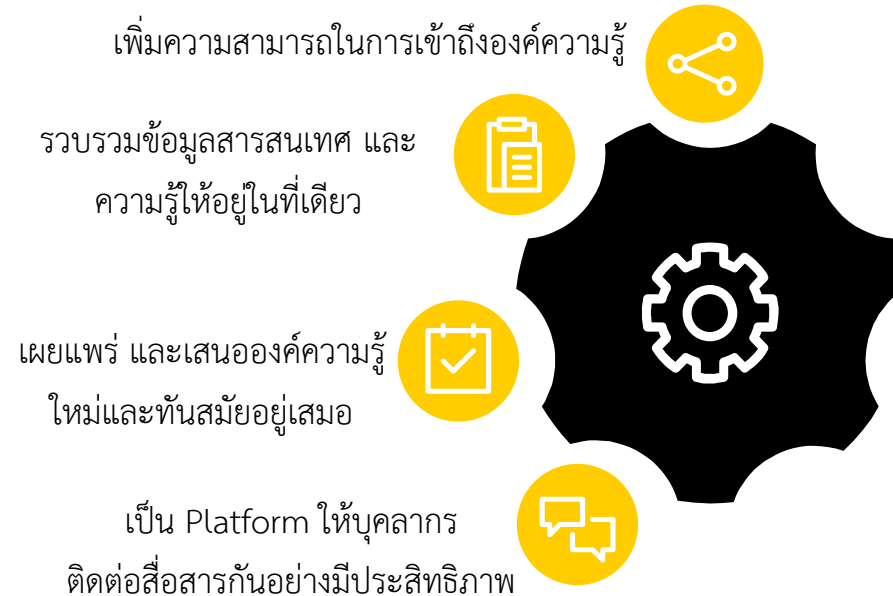 เพิ่มความสามารถในการเข้าถึงองค์ความรู้
รวบรวมข้อมูลสารสนเทศ และ
ความรู้ให้อยู่ในที่เดียว
เผยแพร่ และเสนอองค์ความรู้
ใหม่และทันสมัยอยู่เสมอ
เป็น Platform ให้บุคลากร
ติดต่อสื่อสารกันอย่างมีประสิทธิภาพ